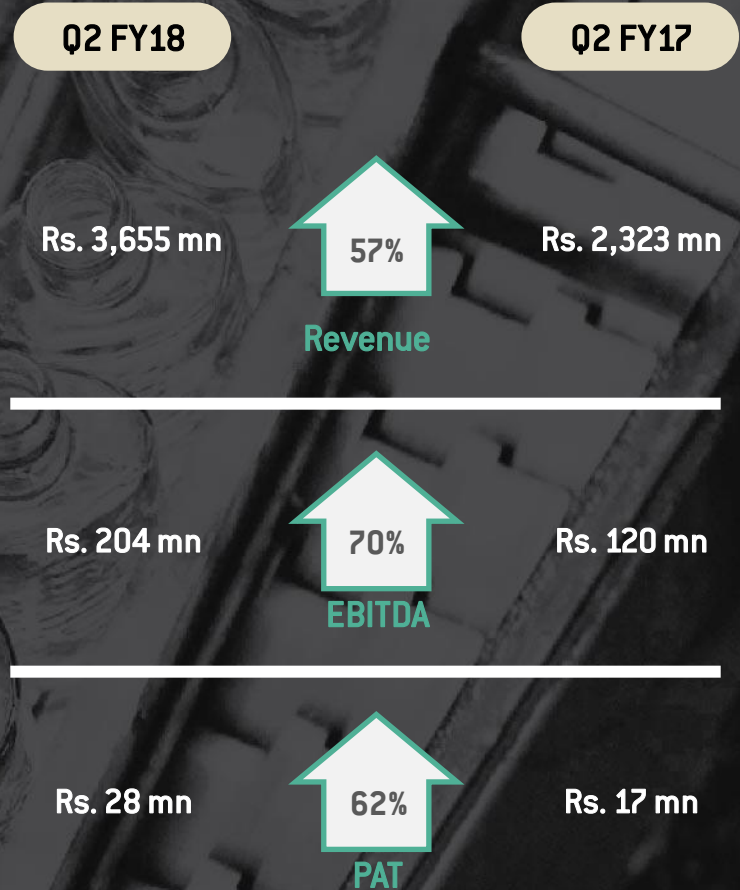 Q2 FY18
Q2 FY17
Rs. 3,655 mn
57%
Rs. 2,323 mn
Revenue
Rs. 204 mn
70%
Rs. 120 mn
EBITDA
Rs. 28 mn
62%
Rs. 17 mn
PAT